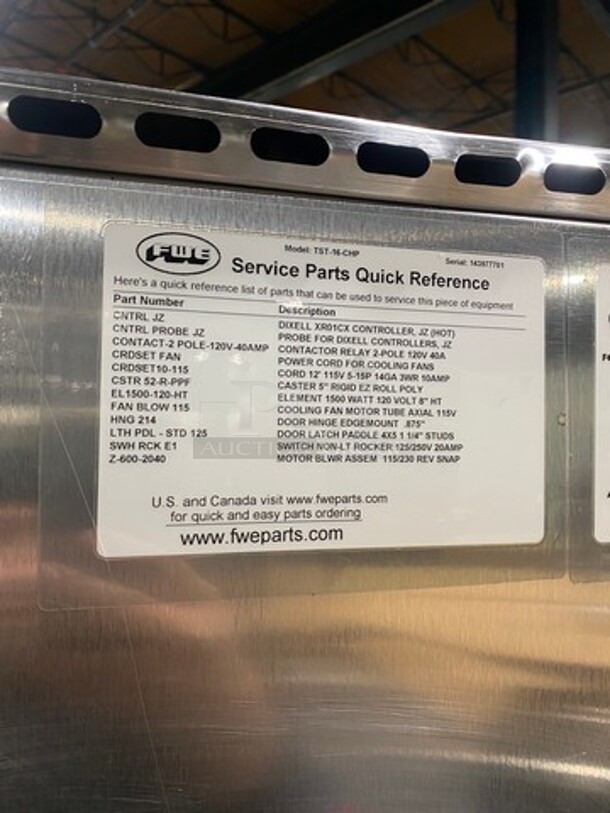 FWE
Model: TST-16-CHP
Serial: 143977701
Service Parts Quick Reference
Here's a quick reference list of parts that can be used to service this piece of equipment
Part Number Description
CNTRL JZ DIXELL XR01CX CONTROLLER, JZ (HOT)
CNTRL PROBE JZ PROBE FOR DIXELL CONTROLLERS, JZ
CONTACT-2 POLE-120V-40AMP CONTACTOR RELAY 2-POLE 120V 40A
CRDSET FAN POWER CORD FOR COOLING FANS
CRDSET10-115 CORD 12' 115V 5-15P 14GA 3WR 10AMP
CSTR 52-R-PPF CASTER 5" RIGID EZ ROLL POLY
EL1500-120-HT ELEMENT 1500 WATT 120 VOLT 8" HT
FAN BLOW 115 COOLING FAN MOTOR TUBE AXIAL 115V
HNG 214 DOOR HINGE EDGEMOUNT .875"
LTH PDL - STD 125 DOOR LATCH PADDLE 4X5 1 1/4" STUDS
SWH RCK E1 SWITCH NON-LT ROCKER 125/250V 20AMP
Z-600-2040 MOTOR BLWR ASSEM 115/230 REV SNAP
U.S. and Canada visit www.fweparts.com
for quick and easy parts ordering
www.fweparts.com